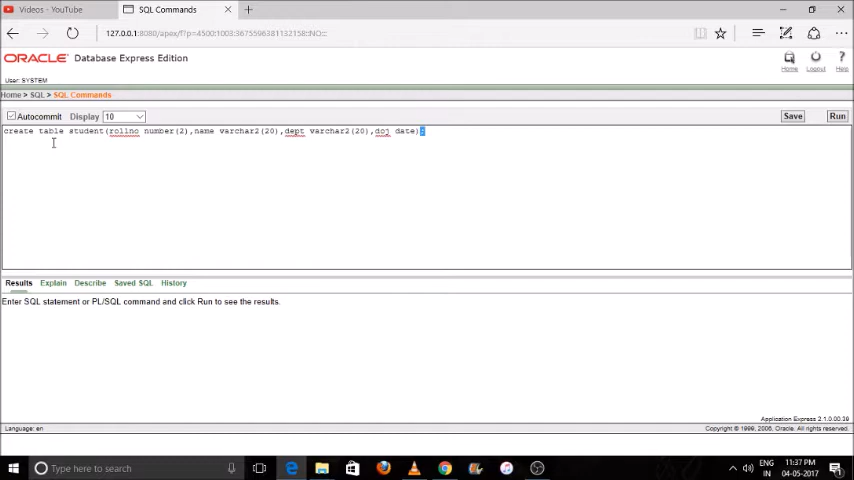 Videos - YouTube
SQL Commands
127.0.0.1:8080/apex/f?p=4500:1003:3675596381132158::NO:::
ORACLE Database Express Edition
Home
Logout
Help
User: SYSTEM
Home > SQL > SQL Commands
Autocommit Display 10
Save
Run
create table student(rollno number(2),name varchar2(20),dept varchar2(20),doj date);
Results Explain Describe Saved SQL History
Enter SQL statement or PL/SQL command and click Run to see the results.
Application Express 2.1.0.00.39
Language: en
Copyright © 1999, 2006, Oracle. All rights reserved.
Type here to search
ENG
IN
11:37 PM
04-05-2017